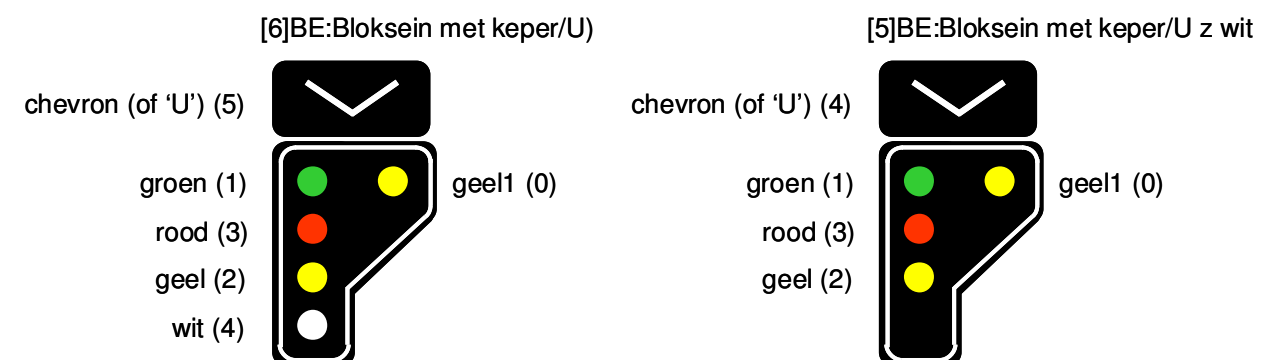 [6]BE:Bloksein met keper/U)
chevron (of ‘U’) (5)
groen (1)
geel1 (0)
rood (3)
geel (2)
wit (4)
[5]BE:Bloksein met keper/U z wit
chevron (of ‘U’) (4)
groen (1)
geel1 (0)
rood (3)
geel (2)